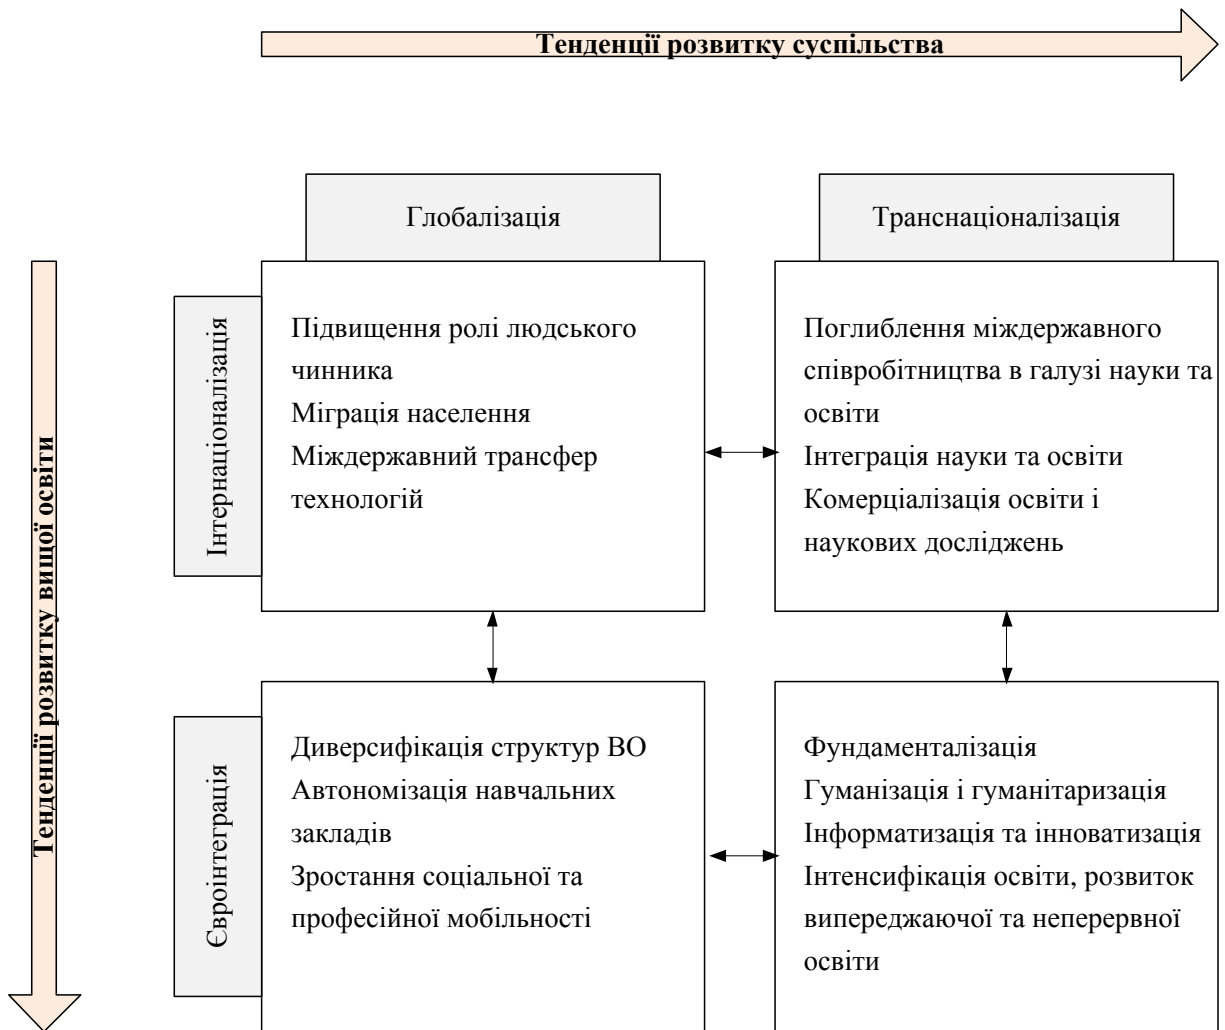 Тенденції розвитку суспільства
Глобалізація
Транснаціоналізація
Тенденції розвитку вищої освіти
Інтернаціоналізація
Підвищення ролі людського
чинника
Міграція населення
Міждержавний трансфер
технологій
Поглиблення міждержавного
співробітництва в галузі науки та
освіти
Інтеграція науки та освіти
Комерціалізація освіти і
наукових досліджень
Євроінтеграція
Диверсифікація структур ВО
Автономізація навчальних
закладів
Зростання соціальної та
професійної мобільності
Фундаменталізація
Гуманізація і гуманітаризація
Інформатизація та інноватизація
Інтенсифікація освіти, розвиток
випереджаючої та неперервної
освіти